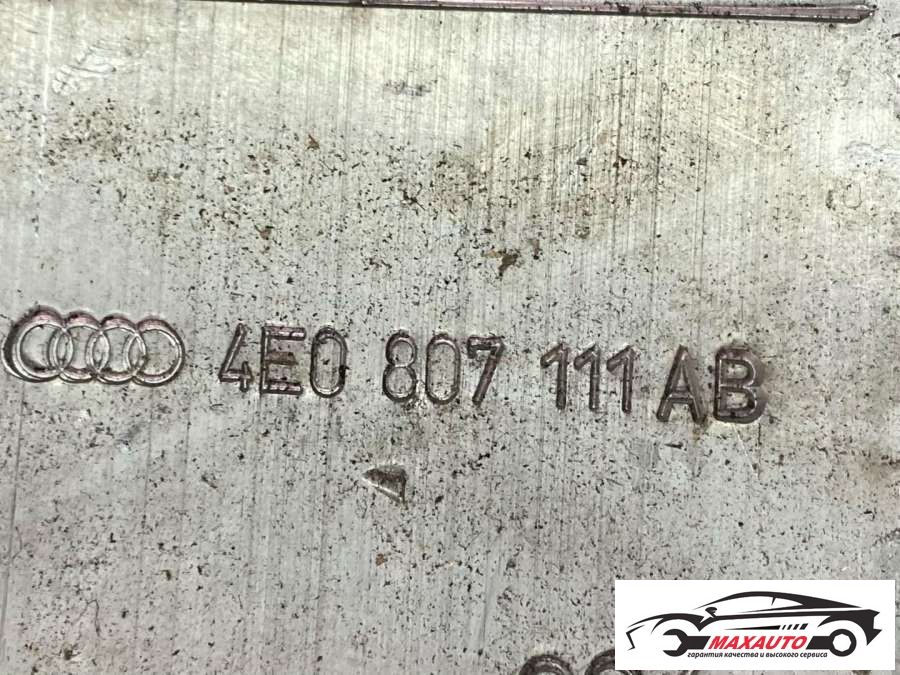 4E0 807 111 AB
MAXAUTO
гарантия качества и высокого сервиса